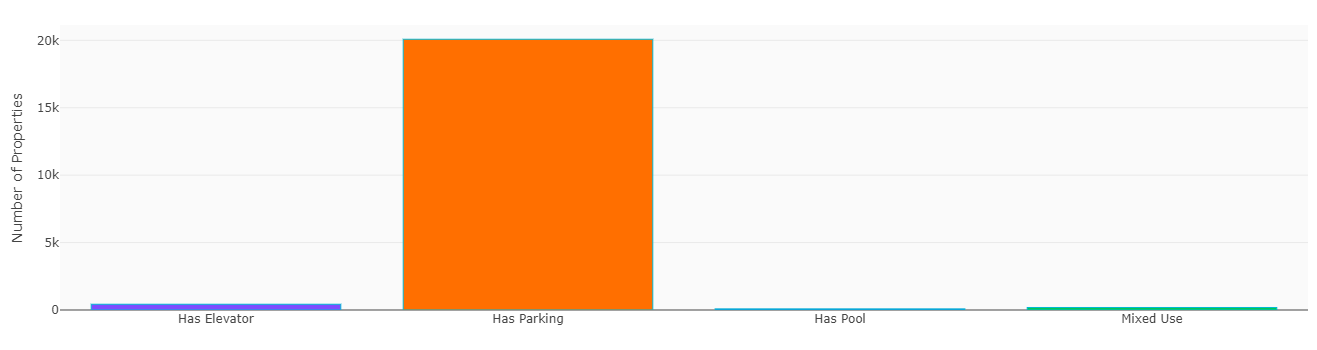 Number of Properties
20k
15k
10k
5k
0
Has Elevator
Has Parking
Has Pool
Mixed Use